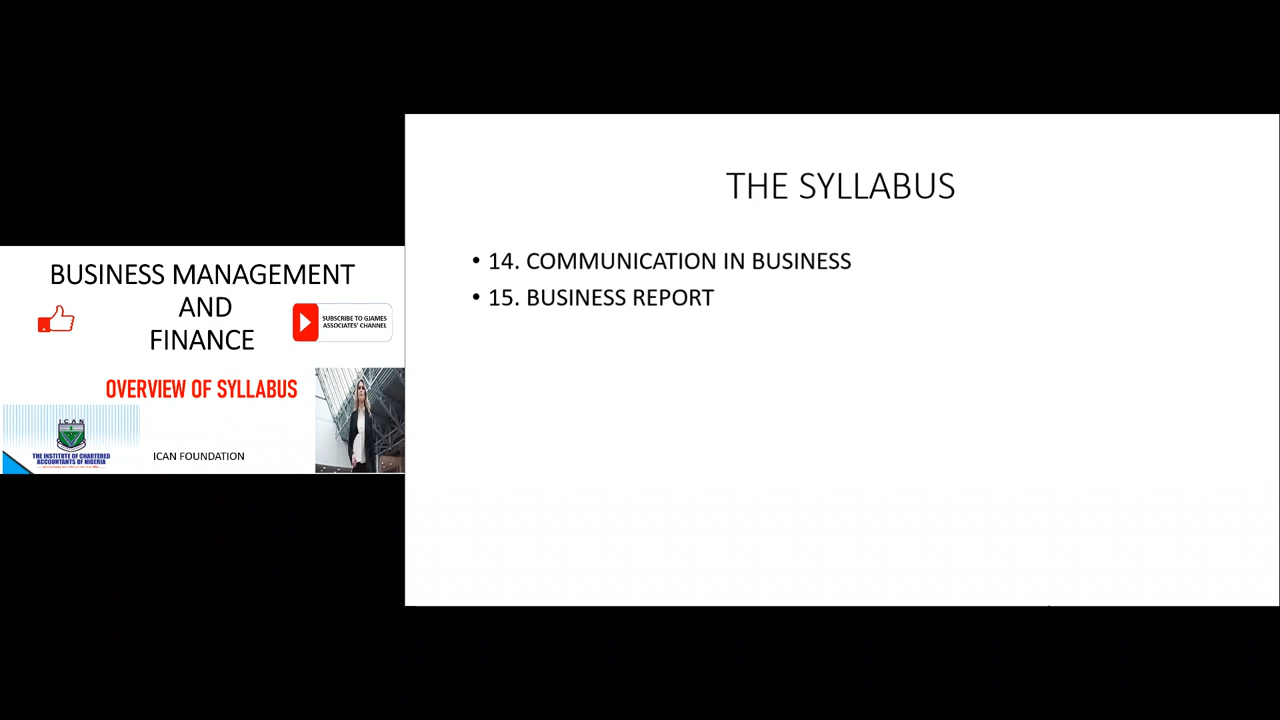 BUSINESS MANAGEMENT
AND
FINANCE
SUBSCRIBE TO GJAMES
ASSOCIATES' CHANNEL
OVERVIEW OF SYLLABUS
ICAN
THE INSTITUTE OF CHARTERED
ACCOUNTANTS OF NIGERIA
ICAN FOUNDATION
THE SYLLABUS
• 14. COMMUNICATION IN BUSINESS
• 15. BUSINESS REPORT